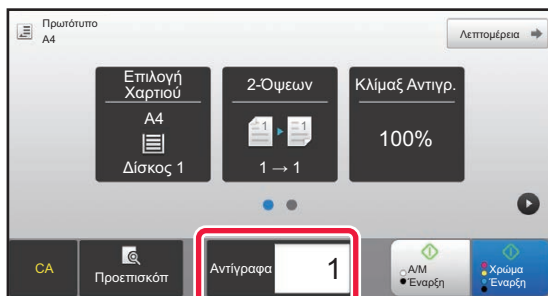 Πρωτότυπο
A4
Λεπτομέρεια
Επιλογή
Χαρτιού
A4
Δίσκος 1
2-Όψεων
1 → 1
Κλίμαξ Αντιγρ.
100%
CA
Προεπισκόπ
Αντίγραφα
1
Α/Μ
Έναρξη
Χρώμα
Έναρξη